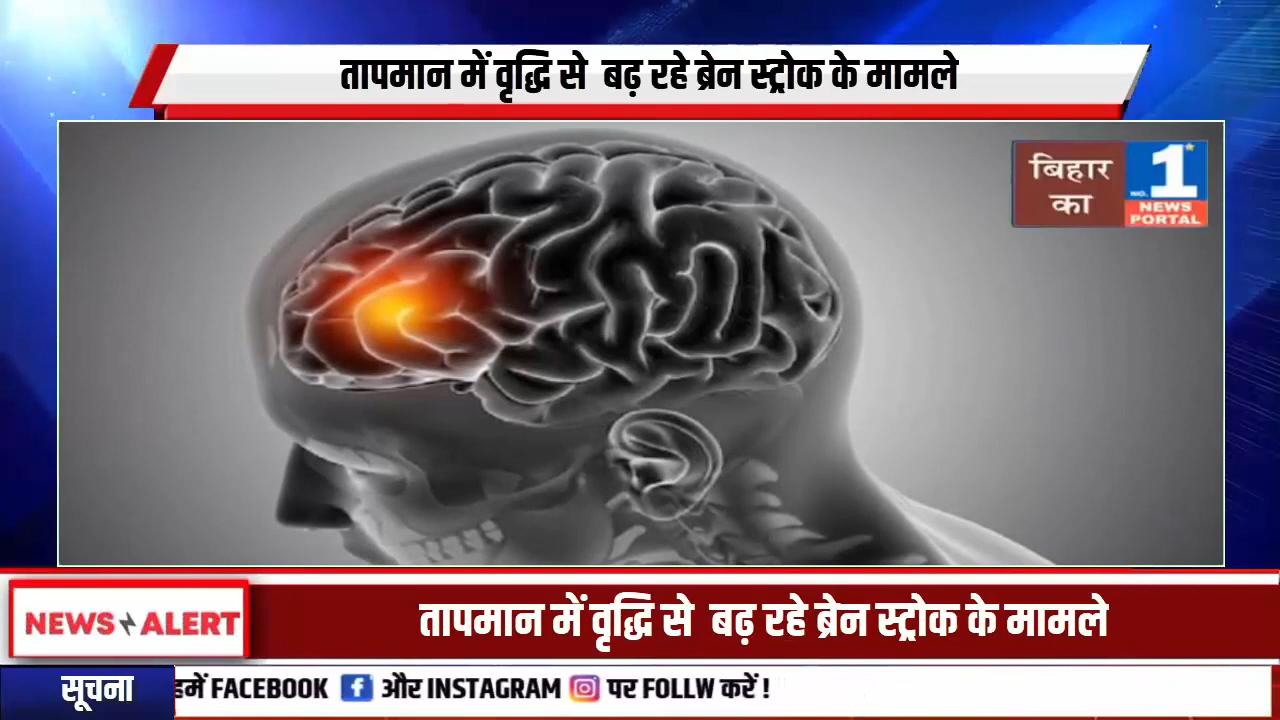 तापमान में वृद्धि से बढ़ रहे ब्रेन स्ट्रोक के मामले
बिहार
का
NO. 1
NEWS
PORTAL
NEWS ALERT
तापमान में वृद्धि से बढ़ रहे ब्रेन स्ट्रोक के मामले
सूचना
हमें FACEBOOK और INSTAGRAM पर FOLLW करें !